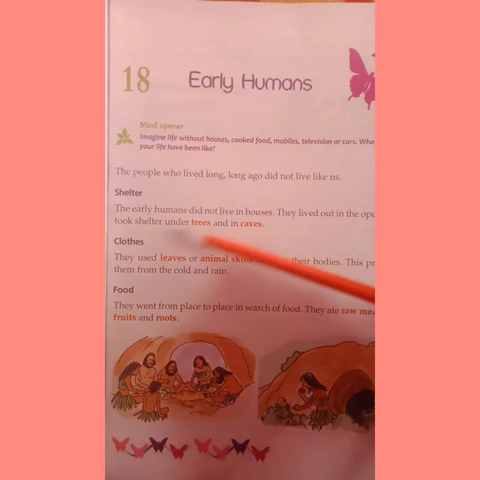 18
Early Humans
Mind opener
Imagine life without houses, cooked food, mobiles, television or cars.
your life have been like?
The people who lived long, long ago did not live like us.
Shelter
The early humans did not live in houses. They lived out in the
took shelter under trees and in caves.
Clothes
They used leaves or animal skins their bodies. This
them from the cold and rain.
Food
They went from place to place in search of food. They ate raw
fruits and roots.